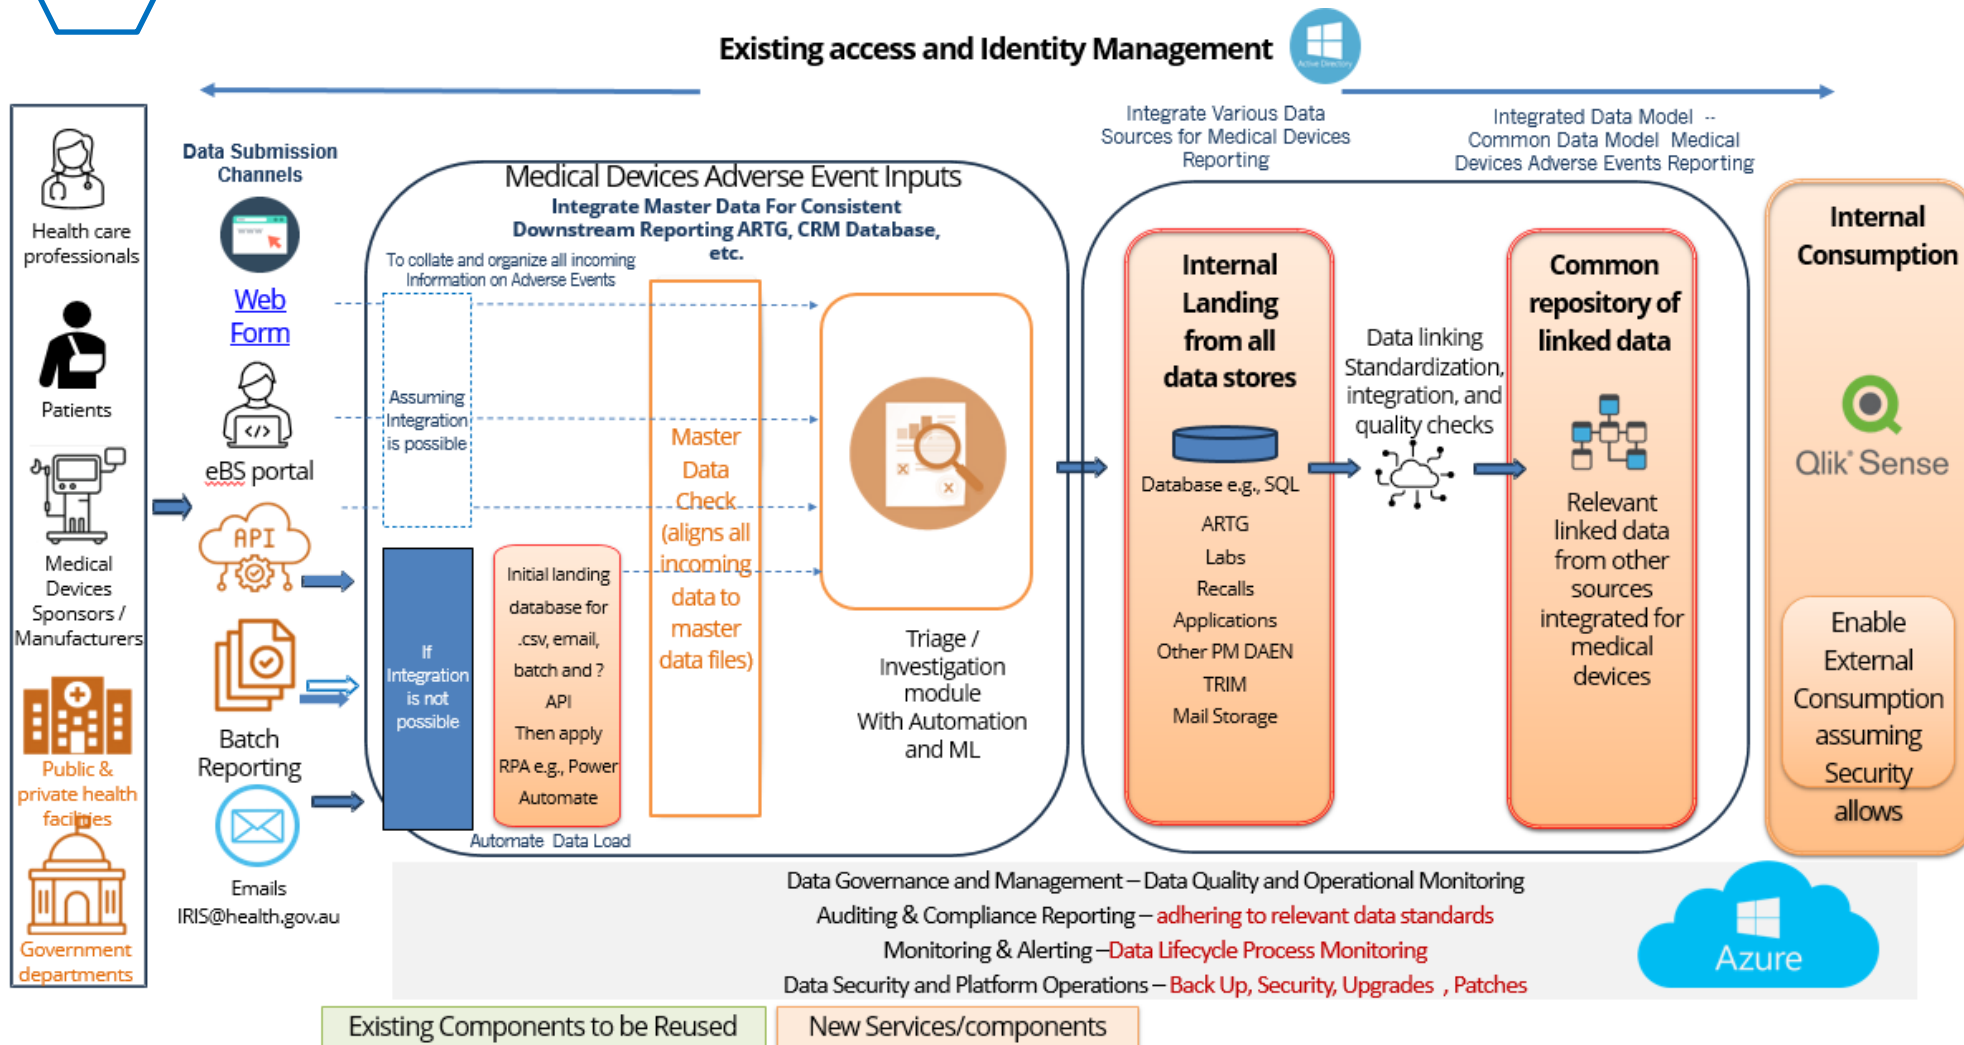 Existing access and Identity Management
Active Directory
Health care
professionals
Patients
Medical
Devices
Sponsors /
Manufacturers
Public &
private health
facilities
Government
departments
Data Submission
Channels
www
Web
Form
</>
eBS portal
API
Batch
Reporting
Emails
IRIS@health.gov.au
Medical Devices Adverse Event Inputs
Integrate Master Data For Consistent
Downstream Reporting ARTG, CRM Database,
etc.
To collate and organize all incoming
Information on Adverse Events
Assuming
Integration
is possible
If
Integration
is not
possible
Initial landing
database for
.csv, email,
batch and ?
API
Then apply
RPA e.g., Power
Automate
Automate Data Load
Master
Data
Check
(aligns all
incoming
data to
master
data files)
Triage /
Investigation
module
With Automation
and ML
Integrate Various Data
Sources for Medical Devices
Reporting
Integrated Data Model --
Common Data Model Medical
Devices Adverse Events Reporting
Internal
Landing
from all
data stores
Database e.g., SQL
ARTG
Labs
Recalls
Applications
Other PM DAEN
TRIM
Mail Storage
Data linking
Standardization,
integration, and
quality checks
Common
repository of
linked data
Relevant
linked data
from other
sources
integrated for
medical
devices
Internal
Consumption
Qlik Sense
Enable
External
Consumption
assuming
Security
allows
Data Governance and Management – Data Quality and Operational Monitoring
Auditing & Compliance Reporting – adhering to relevant data standards
Monitoring & Alerting –Data Lifecycle Process Monitoring
Data Security and Platform Operations – Back Up, Security, Upgrades , Patches
Azure
Existing Components to be Reused
New Services/components